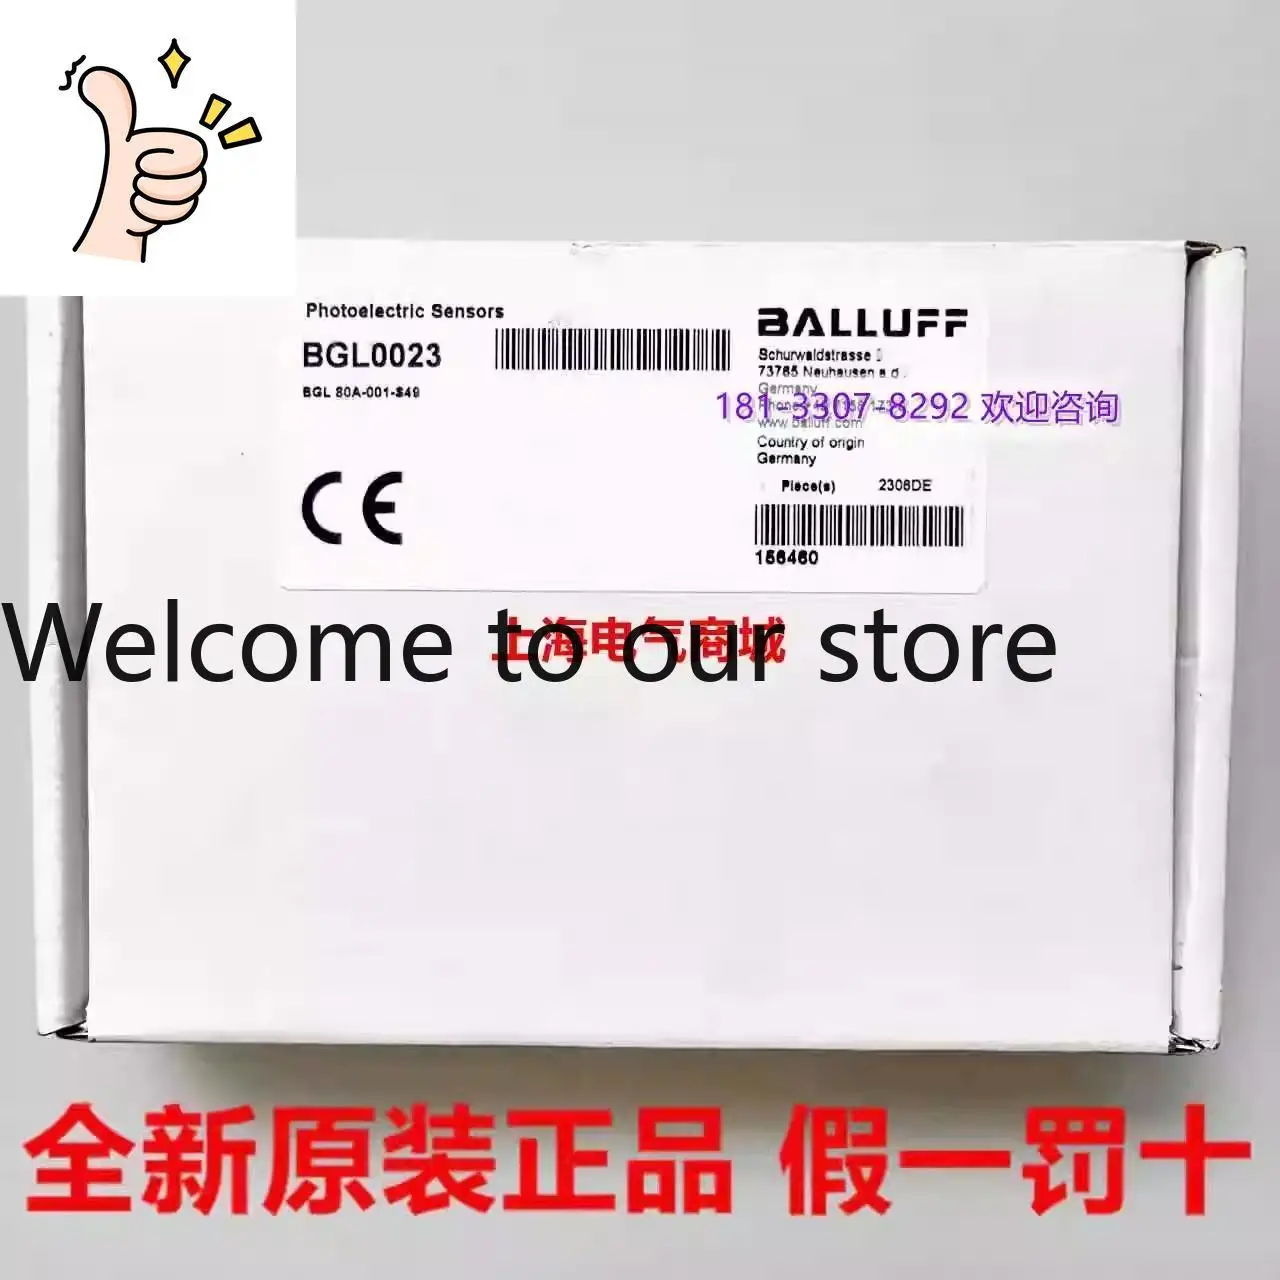 Photoelectric Sensors
BGL0023
BGL 80A-001-S49
BALLUFF
Schurwaldstrasse
73765 Neuhausen a.d.
Germany
181-3307-8292 欢迎咨询
www.balluff.com
Country of origin
Germany
Piece(s) 2308DE
156460
CE
Welcome to our store
上海电气商城
全新原装正品 假一罚十